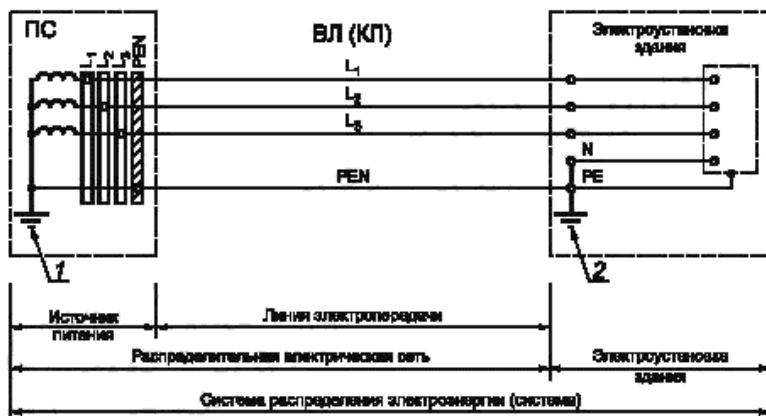 ПС
ВЛ (КП)
Электроустановка
здания
L1
L2
L3
PEN
L1
L2
L3
N
PEN
PE
1
2
Источник
питания
Линия электропередачи
Распределительная электрическая сеть
Электроустановка
здания
Система распределения электроэнергии (система)